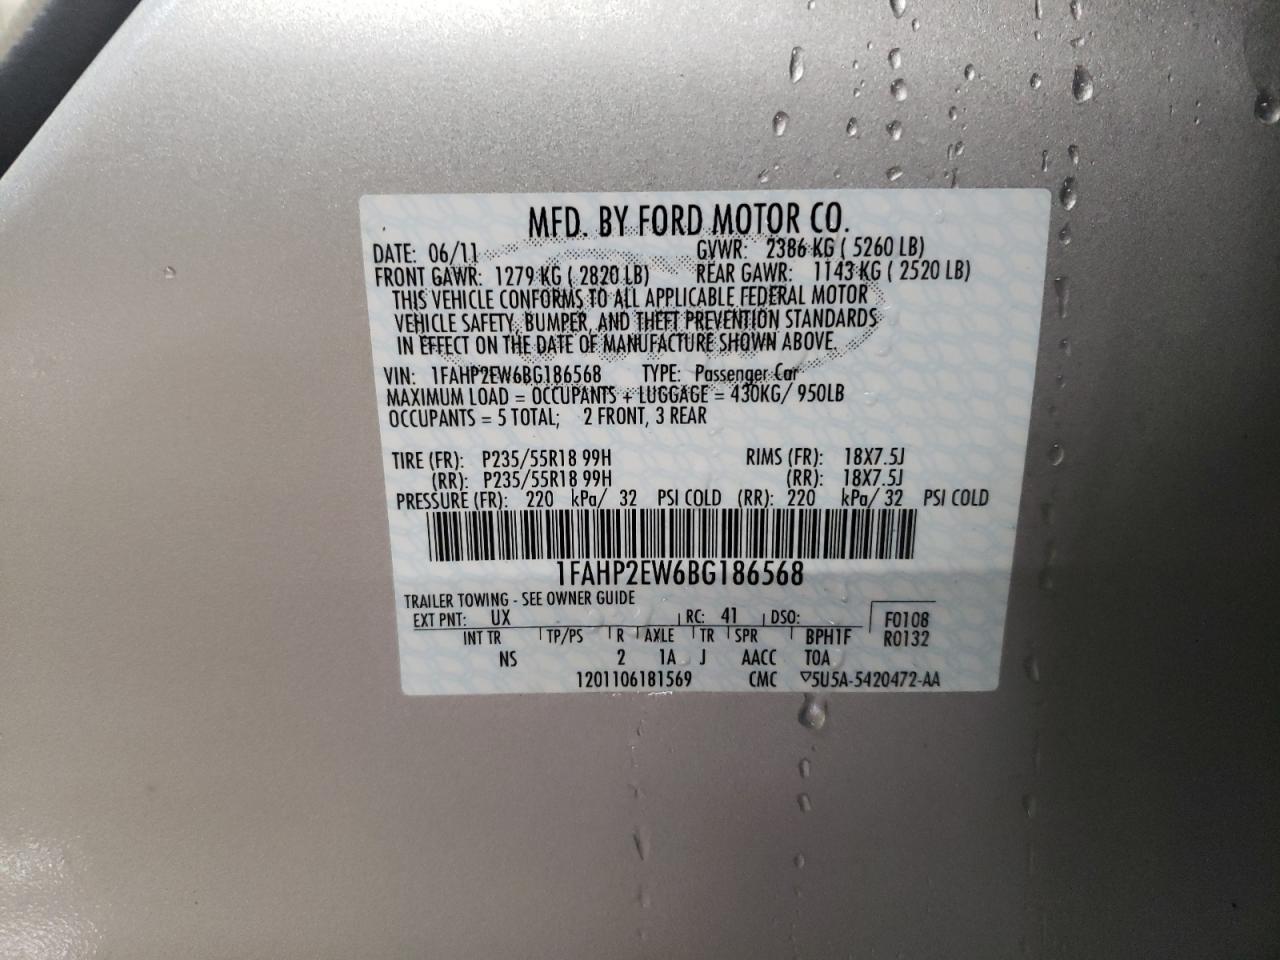 MFD. BY FORD MOTOR CO.
DATE: 06/11 GVWR: 2386 KG ( 5260 LB)
FRONT GAWR: 1279 KG ( 2820 LB) REAR GAWR: 1143 KG ( 2520 LB)
THIS VEHICLE CONFORMS TO ALL APPLICABLE FEDERAL MOTOR
VEHICLE SAFETY, BUMPER, AND THEFT PREVENTION STANDARDS
IN EFFECT ON THE DATE OF MANUFACTURE SHOWN ABOVE.
VIN: 1FAHP2EW6BG186568 TYPE: Passenger Car
MAXIMUM LOAD = OCCUPANTS + LUGGAGE = 430KG/ 950LB
OCCUPANTS = 5 TOTAL; 2 FRONT, 3 REAR
TIRE (FR): P235/55R18 99H RIMS (FR): 18X7.5J
(RR): P235/55R18 99H (RR): 18X7.5J
PRESSURE (FR): 220 kPa/ 32 PSI COLD (RR): 220 kPa/ 32 PSI COLD
1FAHP2EW6BG186568
TRAILER TOWING - SEE OWNER GUIDE
EXT PNT: UX RC: 41 DSO: F0108
INT TR TP/PS R AXLE TR SPR BPH1F R0132
NS 2 1A J AACC TOA
1201106181569 CMC ▽5U5A-5420472-AA